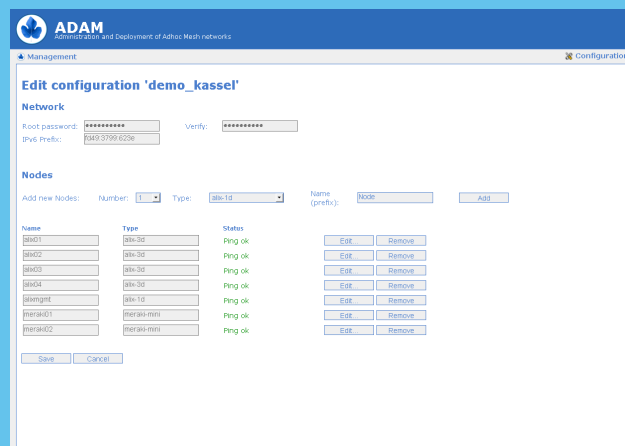 ADAM
Administration and Deployment of Adhoc Mesh networks
Management Configuration
Edit configuration 'demo_kassel'
Network
Root password: ●●●●●●●●●● Verify: ●●●●●●●●●●
IPv6 Prefix: fd49:3799:623e
Nodes
Add new Nodes: Number: 1 Type: alix-1d Name (prefix): Node Add
Name Type Status
alix01 alix-3d Ping ok Edit... Remove
alix02 alix-3d Ping ok Edit... Remove
alix03 alix-3d Ping ok Edit... Remove
alix04 alix-3d Ping ok Edit... Remove
alixmgmt alix-1d Ping ok Edit... Remove
meraki01 meraki-mini Ping ok Edit... Remove
meraki02 meraki-mini Ping ok Edit... Remove
Save Cancel